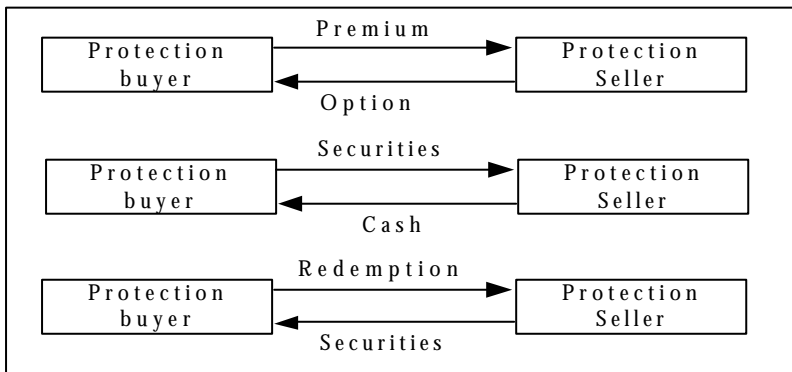 Premium
Protection
buyer
Protection
Seller
Option
Securities
Protection
buyer
Protection
Seller
Cash
Redemption
Protection
buyer
Protection
Seller
Securities